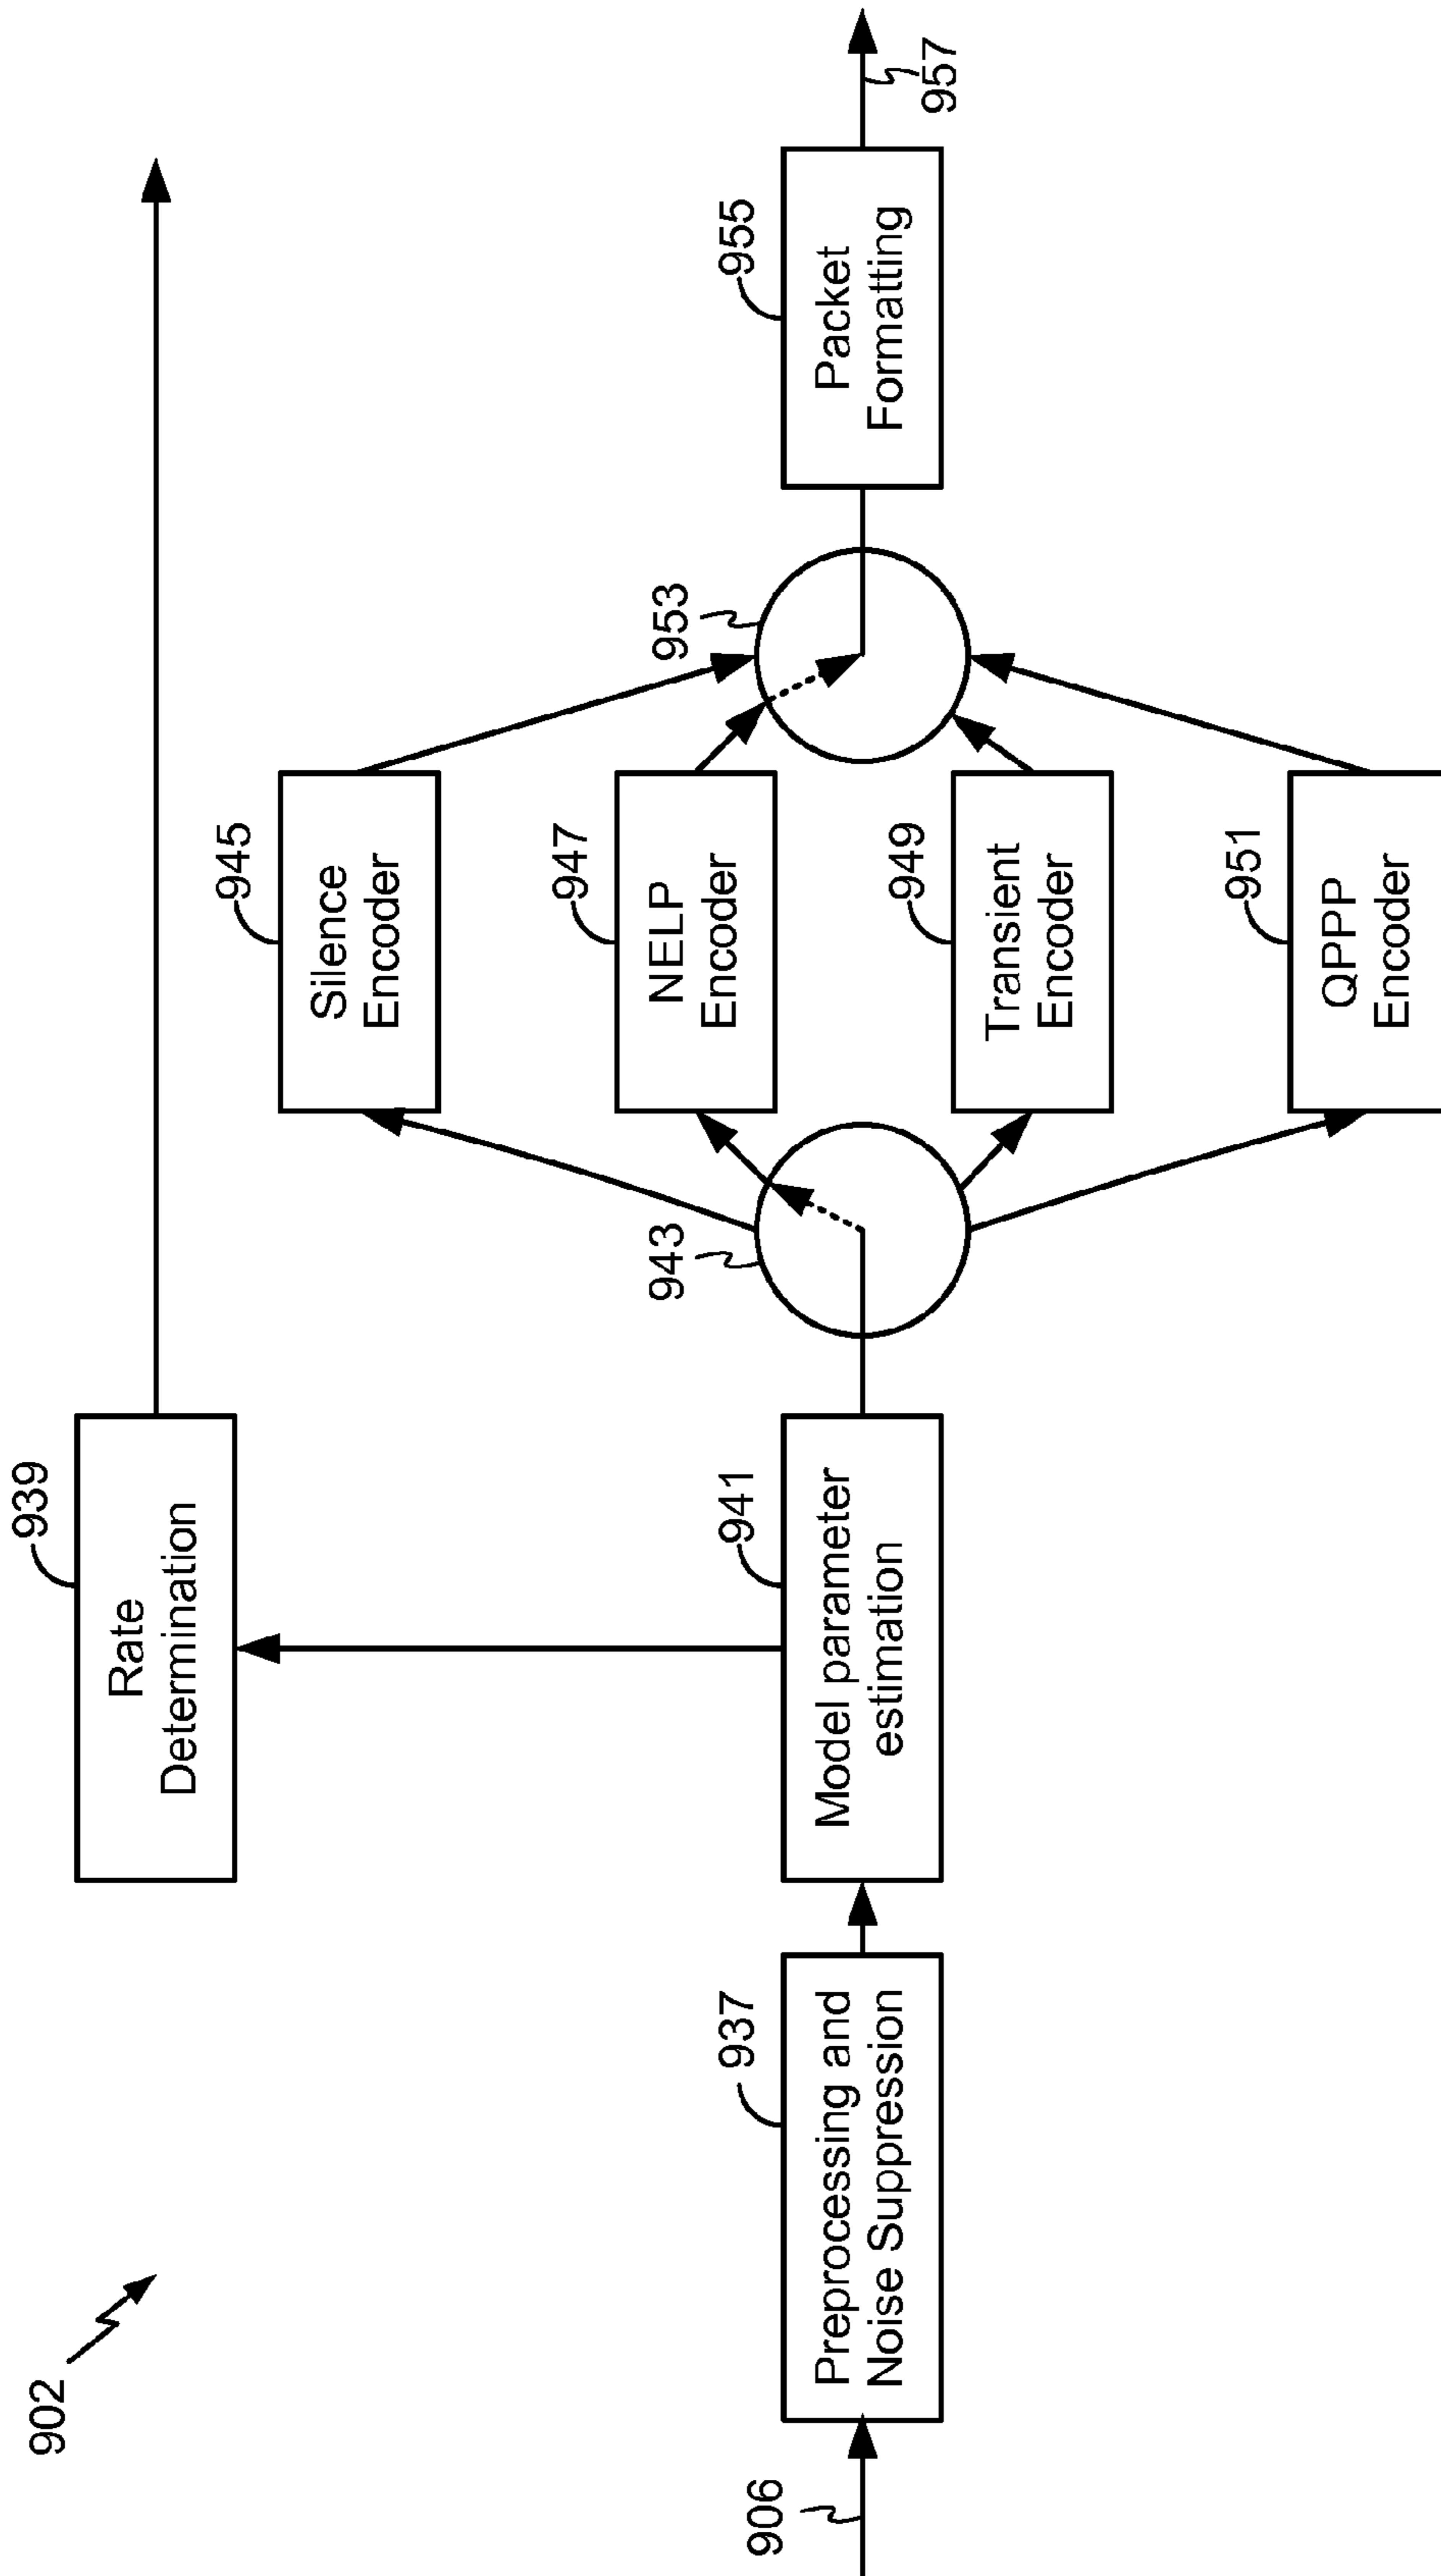 902
906
937
Preprocessing and
Noise Suppression
939
Rate
Determination
941
Model parameter
estimation
943
945
Silence
Encoder
947
NELP
Encoder
949
Transient
Encoder
951
QPPP
Encoder
953
955
Packet
Formatting
957